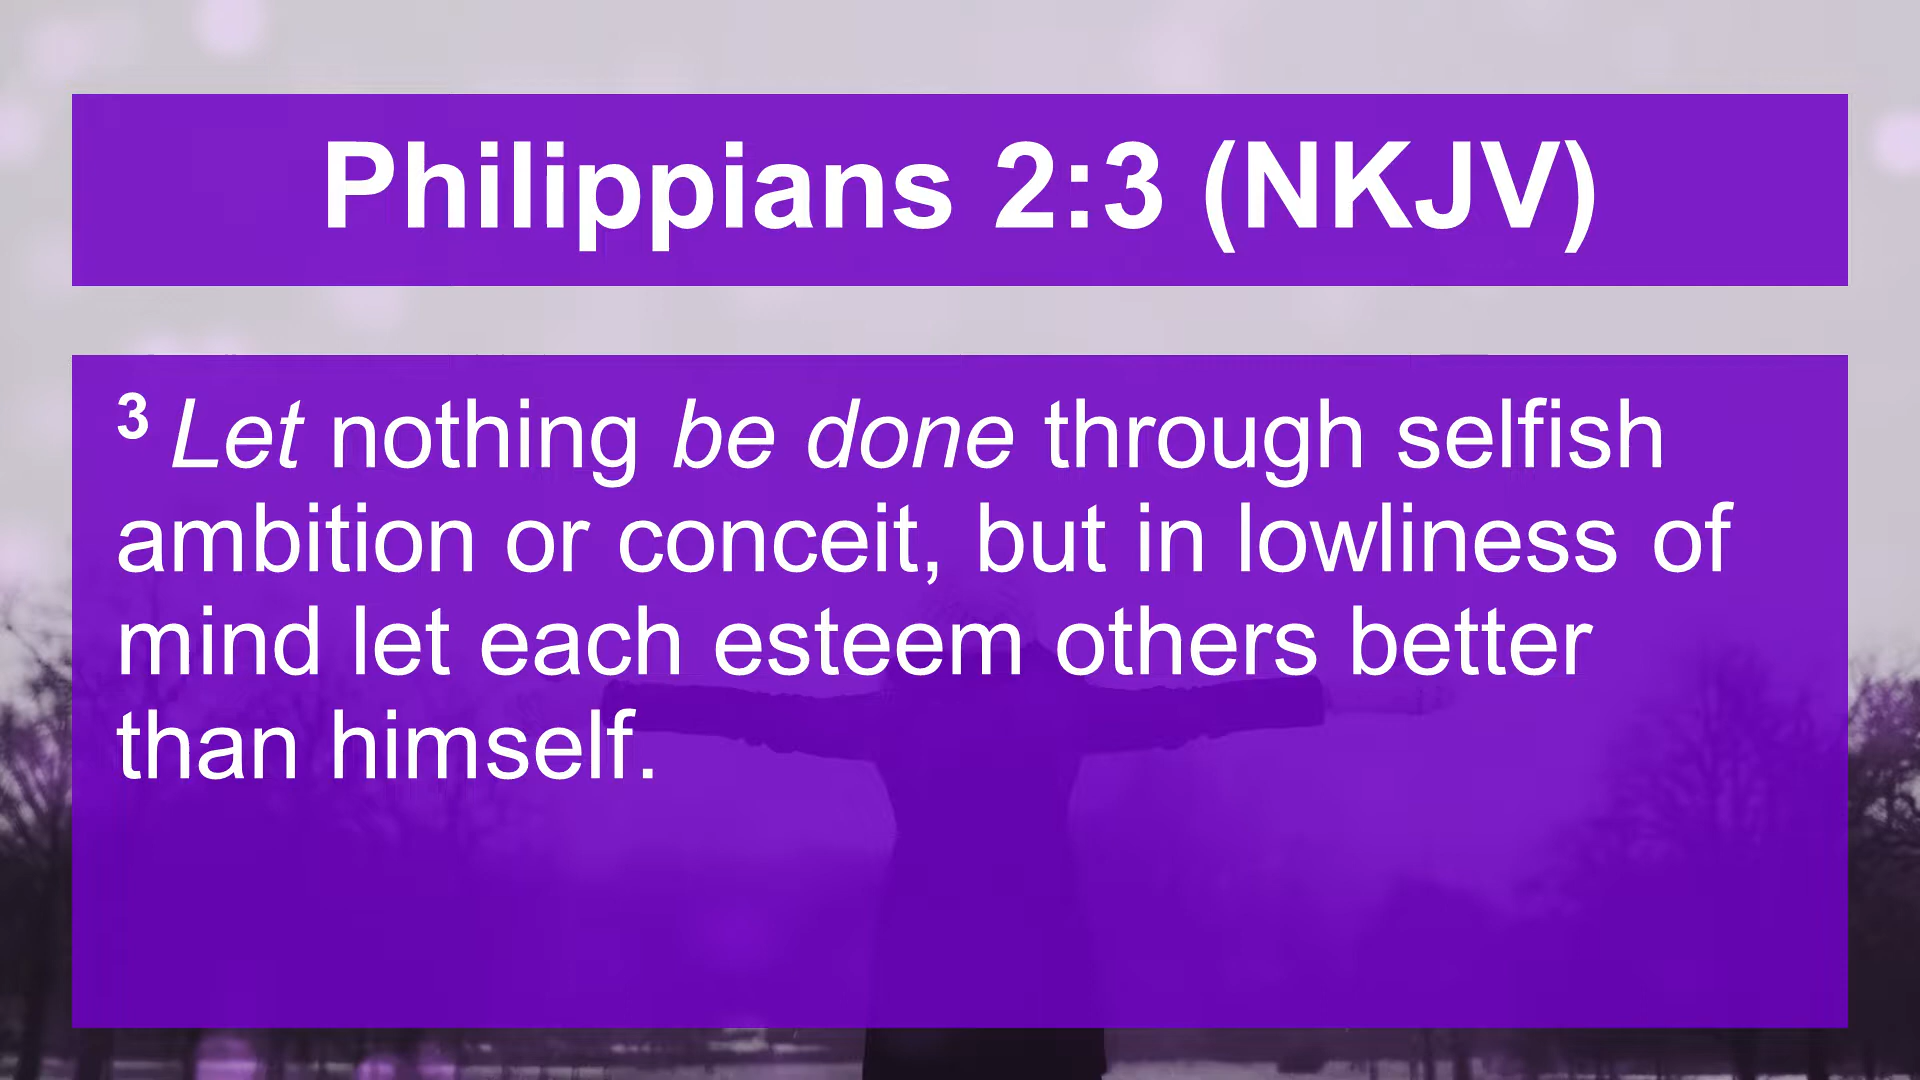 Philippians 2:3 (NKJV)
3 Let nothing be done through selfish
ambition or conceit, but in lowliness of
mind let each esteem others better
than himself.